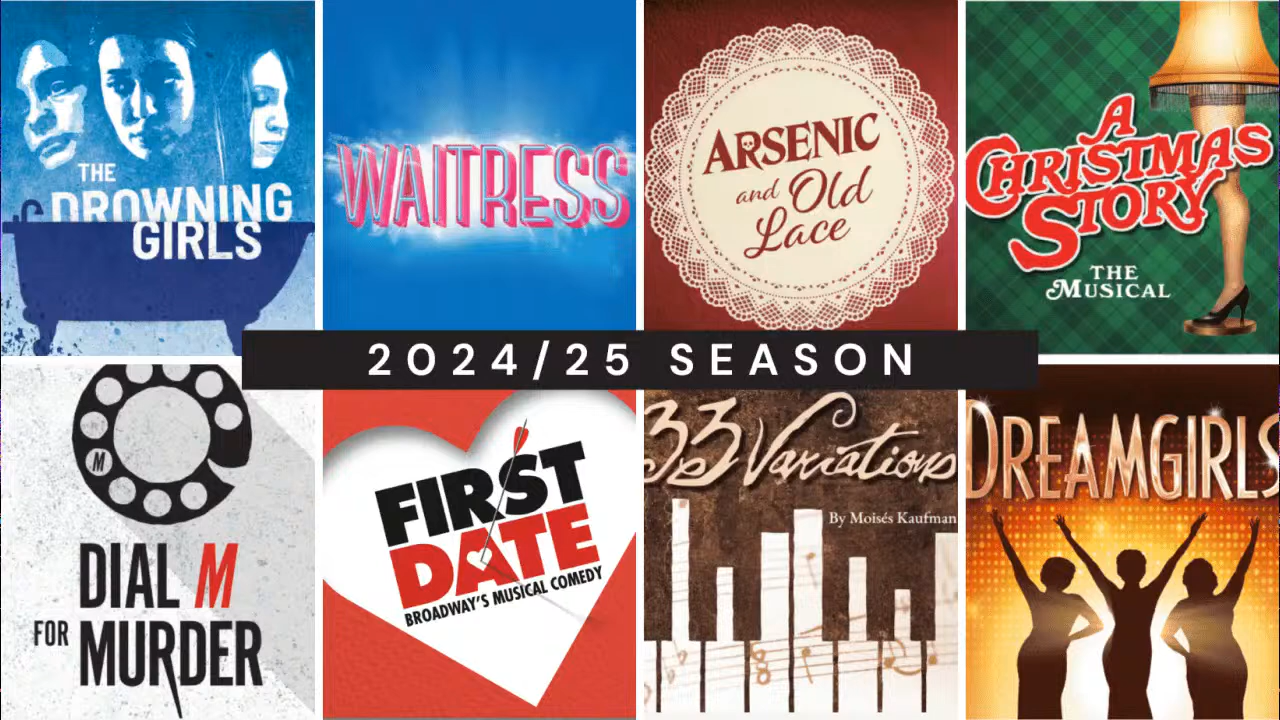 THE
DROWNING
GIRLS
WAITRESS
ARSENIC
and Old
Lace
A
CHRISTMAS
STORY
THE
MUSICAL
2024/25 SEASON
M
DIAL M
FOR MURDER
FIRST
DATE
BROADWAY'S MUSICAL COMEDY
33 Variations
By Moisés Kaufman
DREAMGIRLS